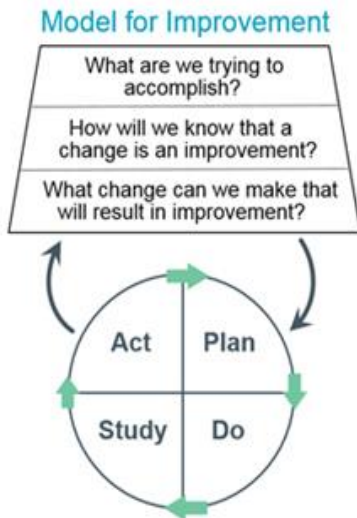 Model for Improvement
What are we trying to
accomplish?
How will we know that a
change is an improvement?
What change can we make that
will result in improvement?
Act
Plan
Study
Do